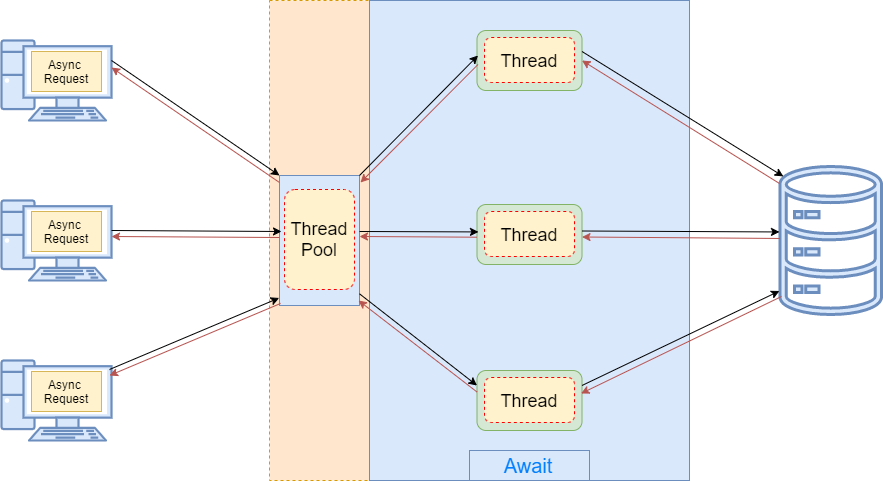 Async
Request
Thread
Async
Request
Thread
Pool
Thread
Async
Request
Thread
Await